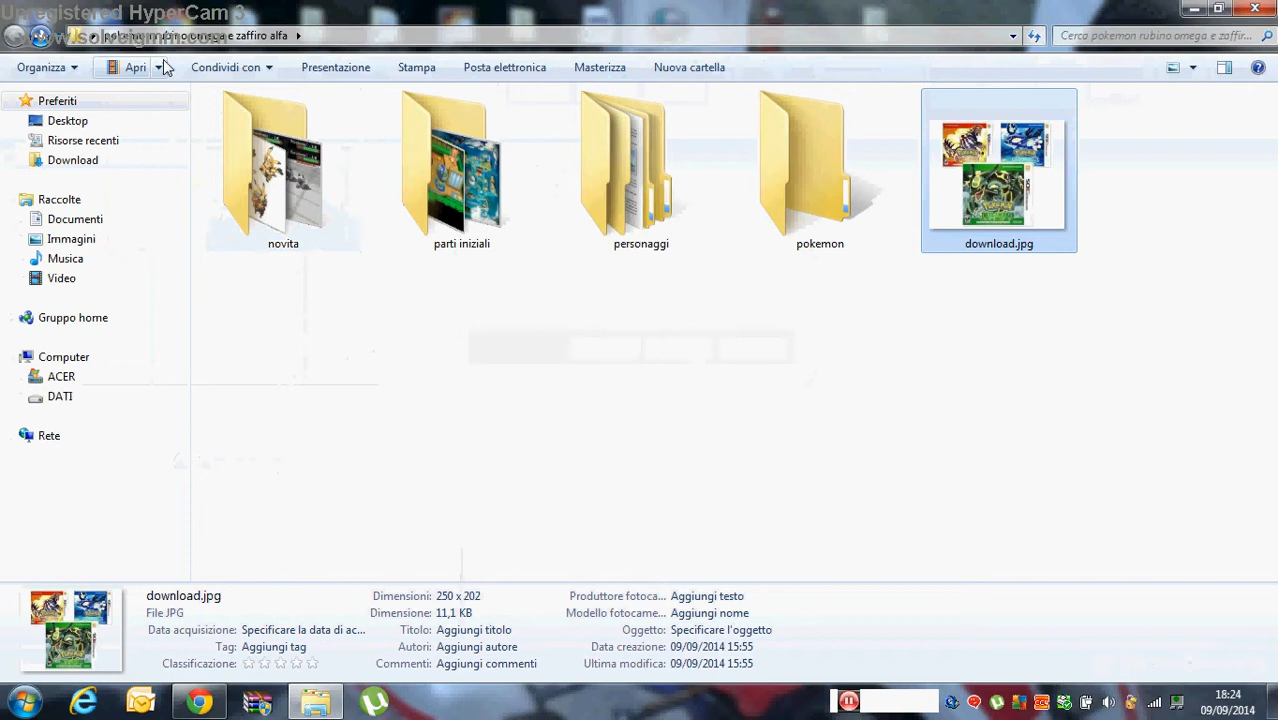 Unregistered HyperCam 3
www.solveigmm.com
pokemon rubino omega e zaffiro alfa
Cerca pokemon rubino omega e zaffir...
Organizza
Apri
Condividi con
Presentazione
Stampa
Posta elettronica
Masterizza
Nuova cartella
Preferiti
Desktop
Risorse recenti
Download
Raccolte
Documenti
Immagini
Musica
Video
Gruppo home
Computer
ACER
DATI
Rete
novita
parti iniziali
personaggi
pokemon
download.jpg
download.jpg
File JPG
Data acquisizione: Specificare la data di ac...
Tag: Aggiungi tag
Classificazione:
Dimensioni: 250 x 202
Dimensione: 11,1 KB
Titolo: Aggiungi titolo
Autori: Aggiungi autore
Commenti: Aggiungi commenti
Produttore fotoca... Aggiungi testo
Modello fotocame... Aggiungi nome
Oggetto: Specificare l'oggetto
Data creazione: 09/09/2014 15:55
Ultima modifica: 09/09/2014 15:55
18:24
09/09/2014